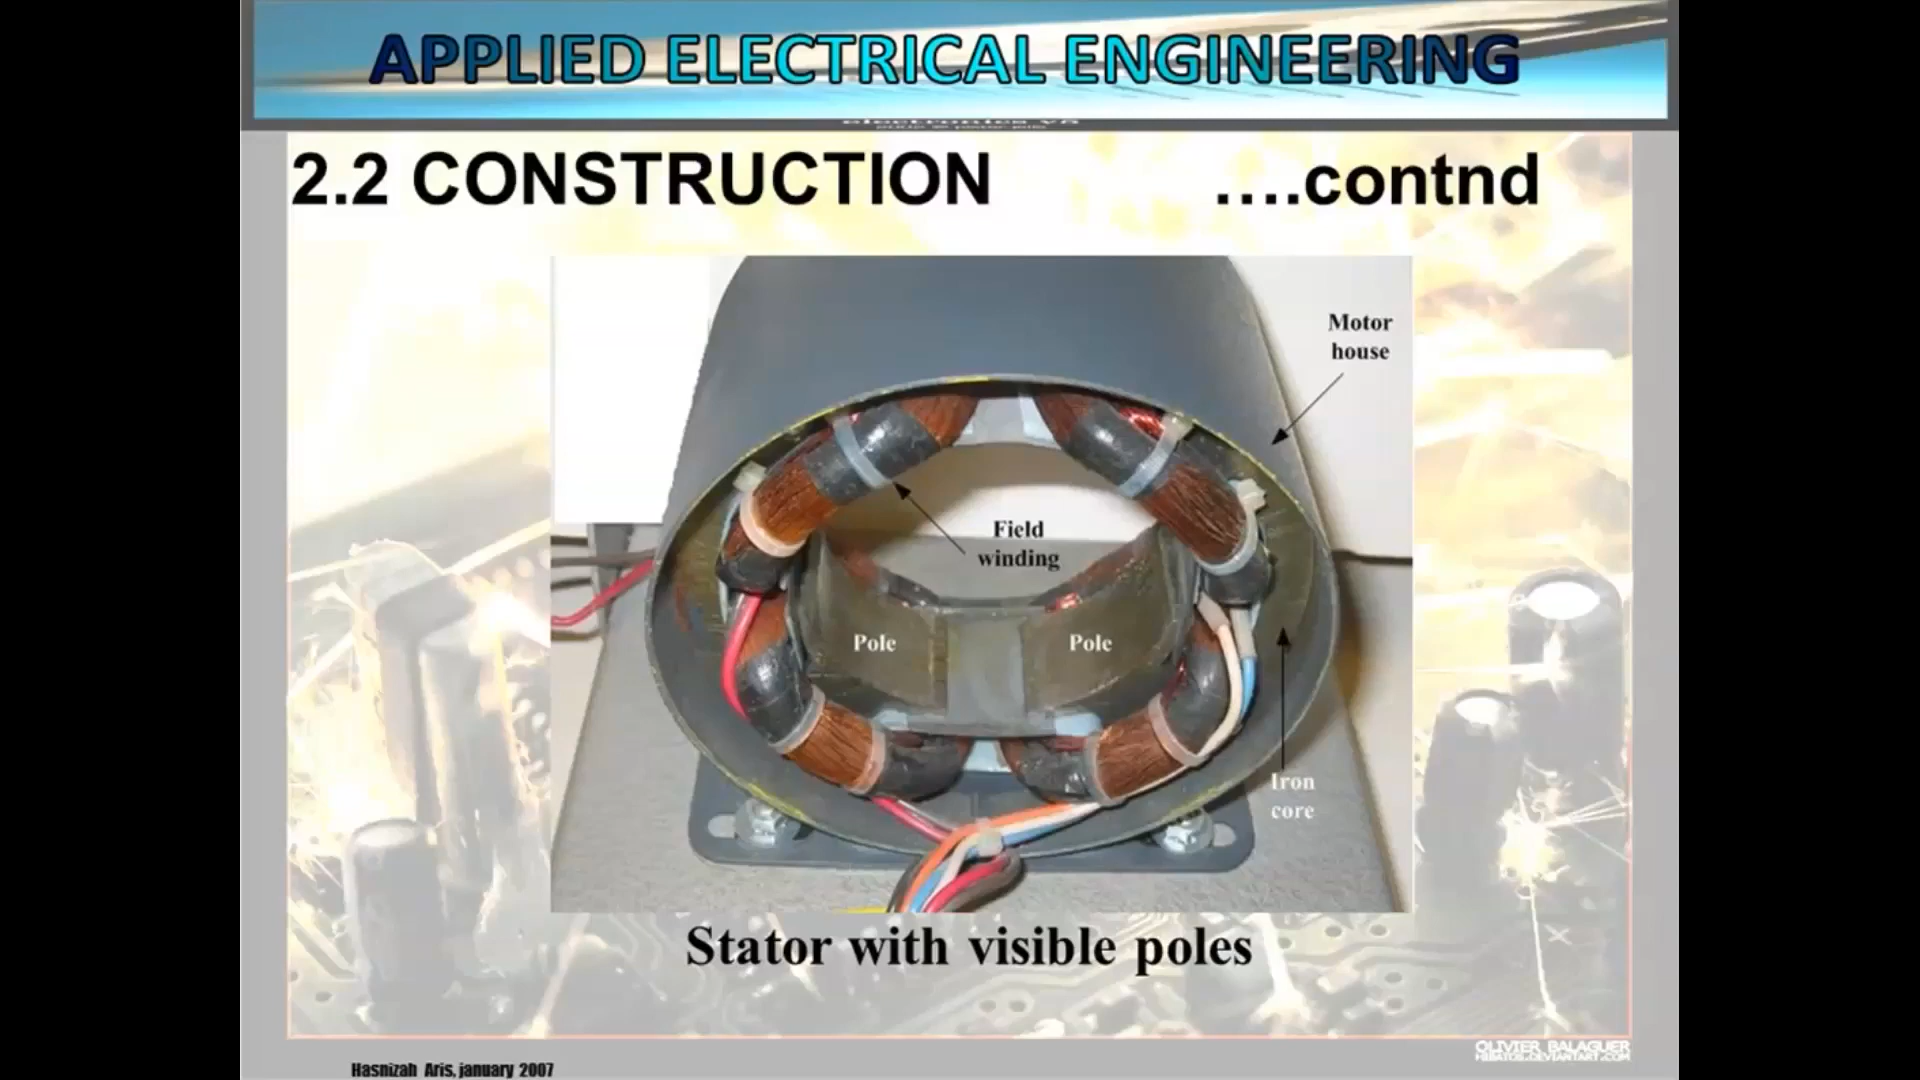 APPLIED ELECTRICAL ENGINEERING
2.2 CONSTRUCTION ....contnd
Motor
house
Field
winding
Pole Pole
Iron
core
Stator with visible poles
OLIVIER BALAGUER
Hasnizah Aris, january 2007